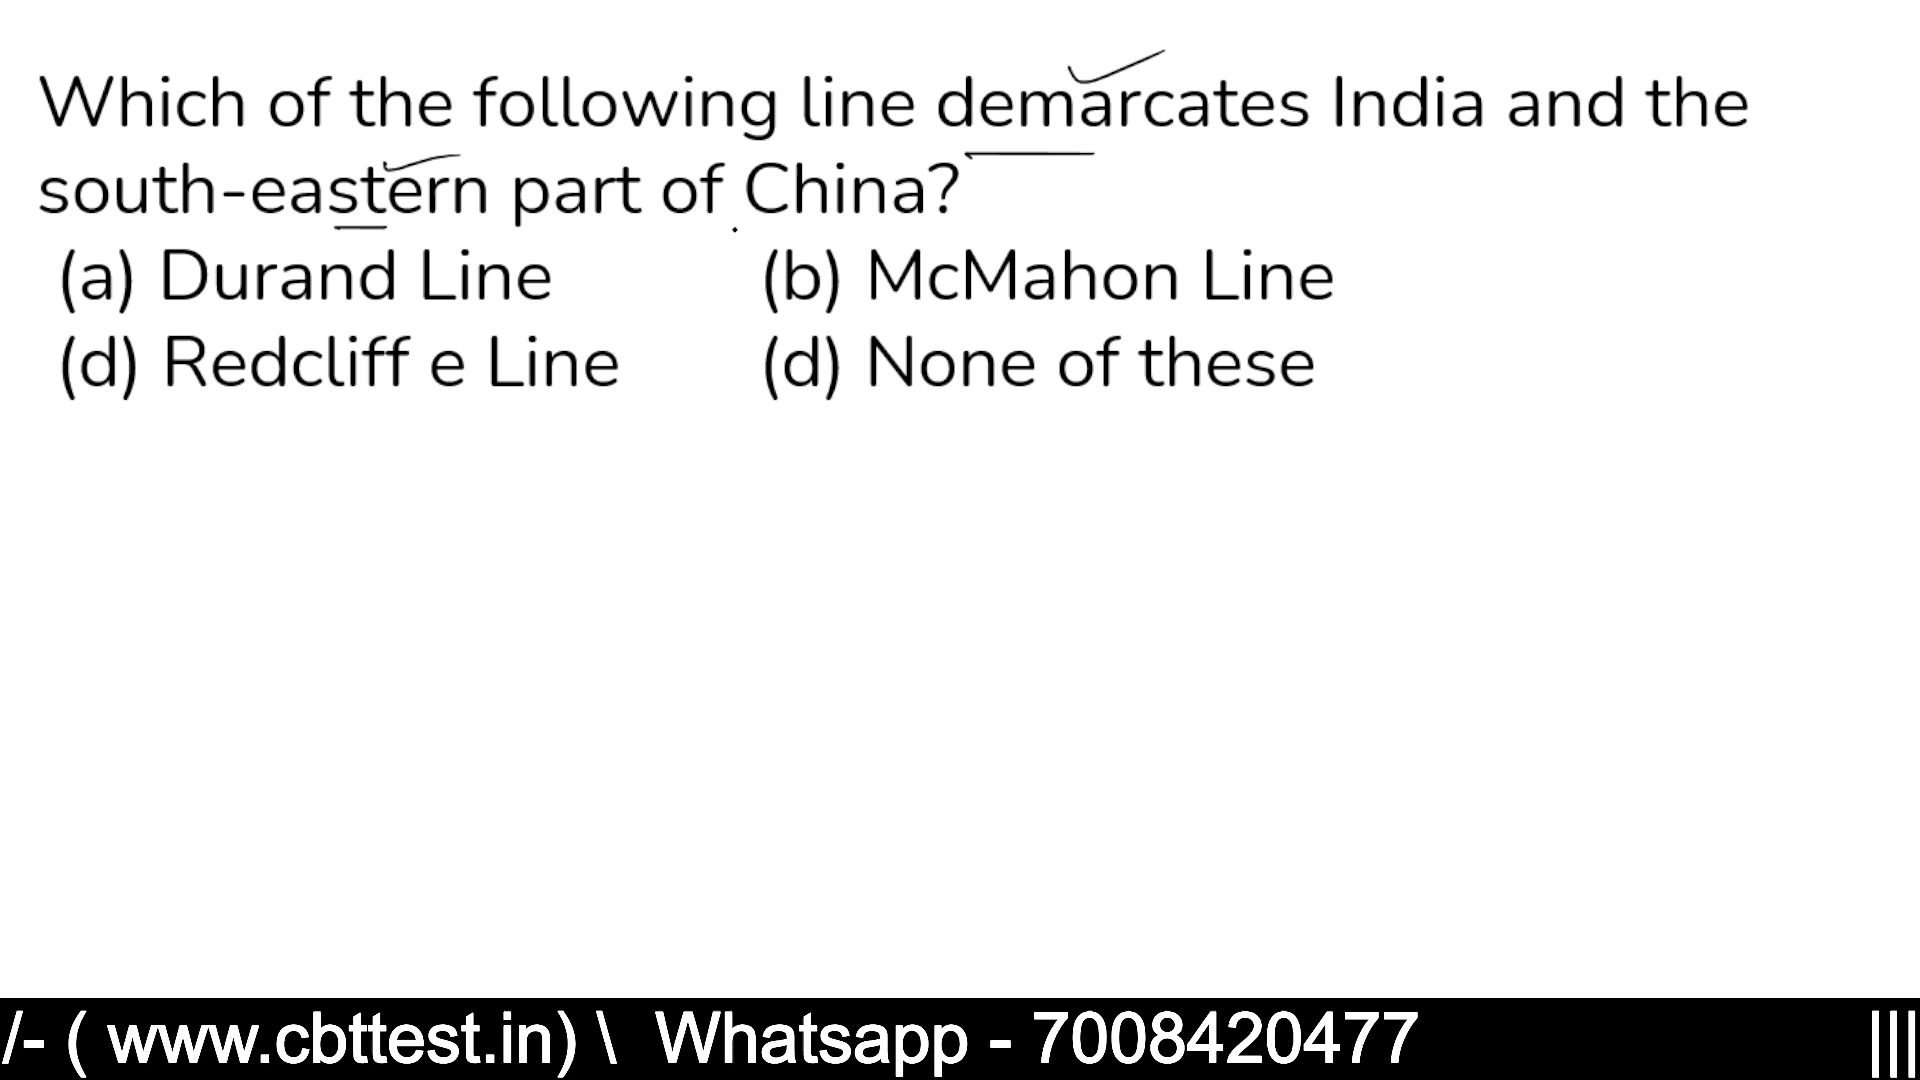 Which of the following line demarcates India and the
south-eastern part of China?
(a) Durand Line (b) McMahon Line
(d) Redcliff e Line (d) None of these
/- ( www.cbttest.in) \ Whatsapp - 7008420477 |||